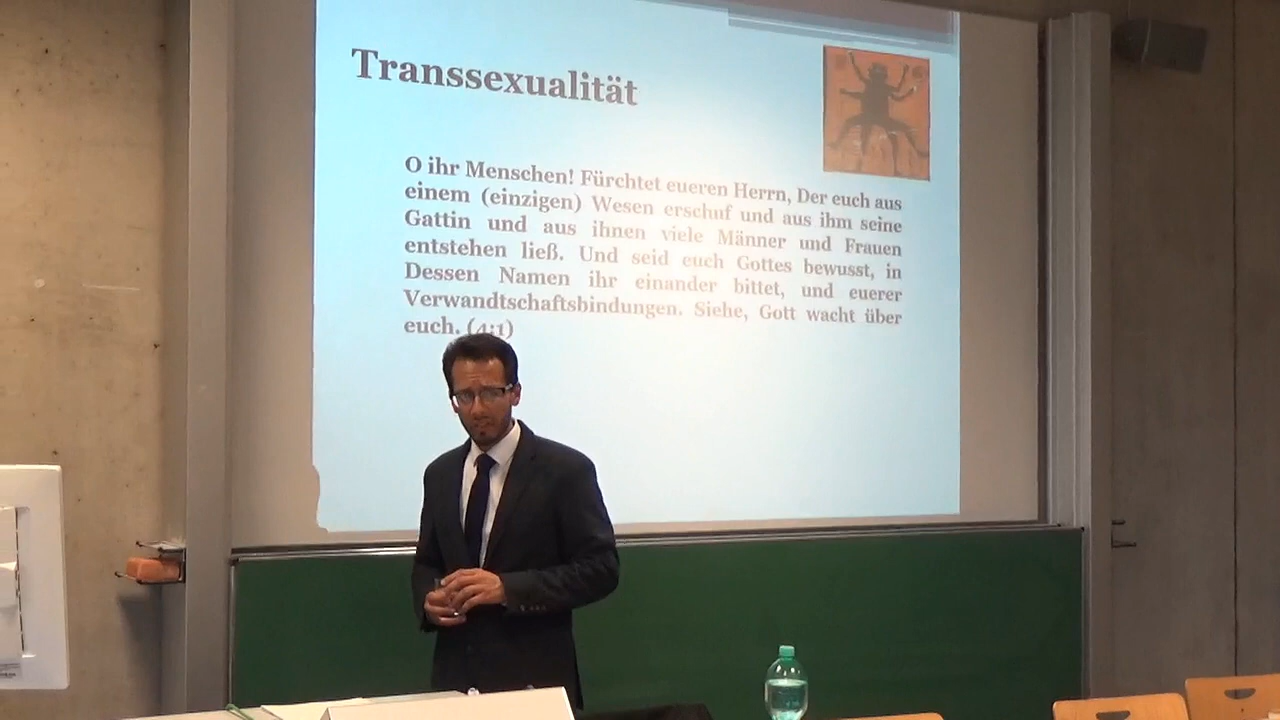 Transsexualität
O ihr Menschen! Fürchtet eueren Herrn, Der euch aus
einem (einzigen) Wesen erschuf und aus ihm seine
Gattin und aus ihnen viele Männer und Frauen
entstehen ließ. Und seid euch Gottes bewusst, in
Dessen Namen ihr einander bittet, und euerer
Verwandtschaftsbindungen. Siehe, Gott wacht über
euch. (4:1)